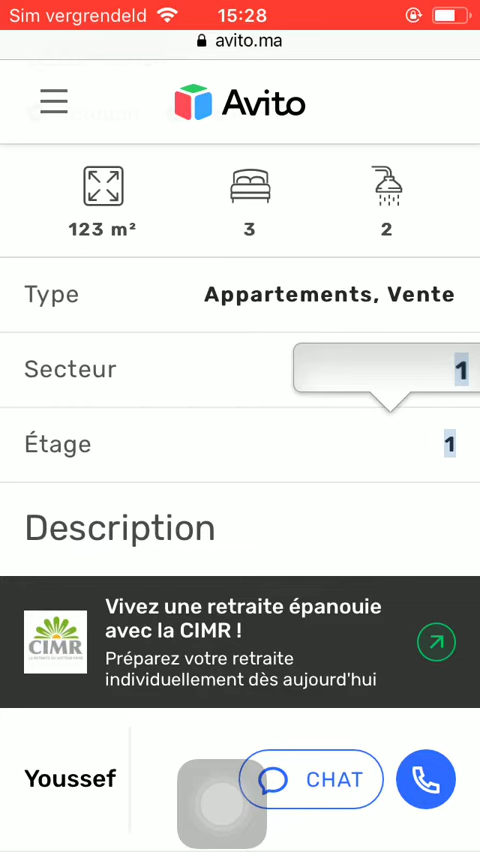 Sim vergrendeld 15:28
avito.ma
Avito
123 m² 3 2
Type Appartements, Vente
Secteur 1
Étage 1
Description
CIMR
Vivez une retraite épanouie
avec la CIMR !
Préparez votre retraite
individuellement dès aujourd'hui
Youssef CHAT